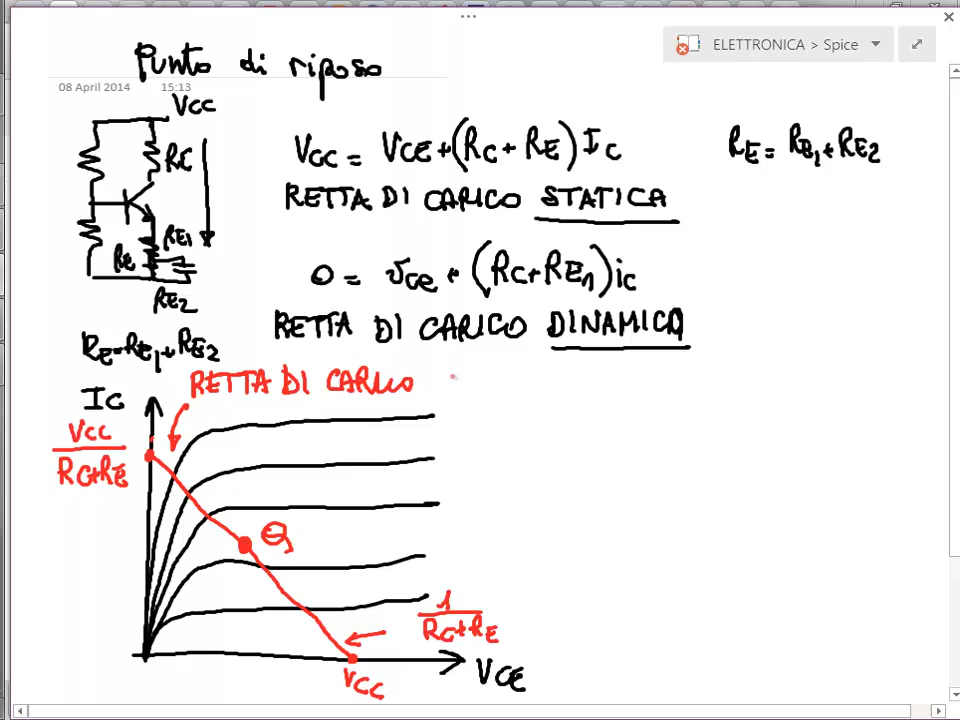 ELETTRONICA > Spice
Punto di riposo
08 April 2014 15:13
VCC
RC
RE1
RE
RE2
RE=RE1+RE2
VCC = VCE+(RC+RE)IC
RE=RE1+RE2
RETTA DI CARICO STATICA
0 = vce + (RC+RE1)ic
RETTA DI CARICO DINAMICA
RETTA DI CARICO
IC
VCC
RC+RE
Q
1
RC+RE
VCC
VCE